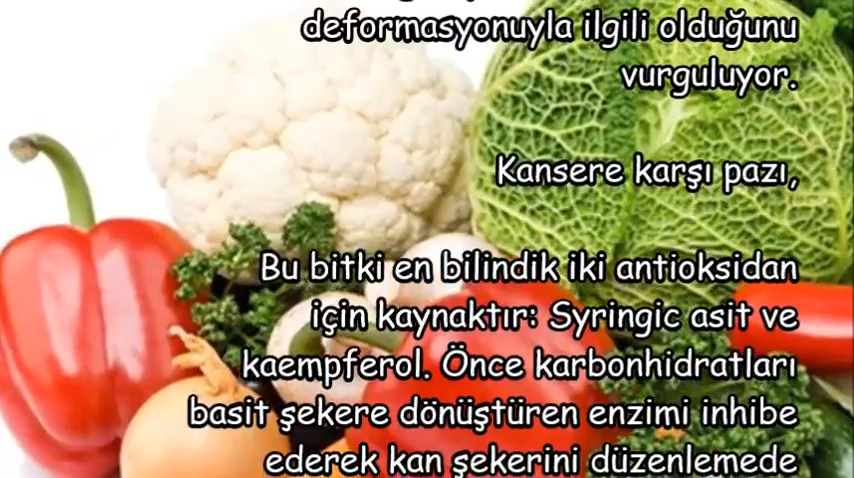 deformasyonuyla ilgili olduğunu
vurguluyor.
Kansere karşı pazı,
Bu bitki en bilindik iki antioksidan
için kaynaktır: Syringic asit ve
kaempferol. Önce karbonhidratları
basit şekere dönüştüren enzimi inhibe
ederek kan şekerini düzenlemede